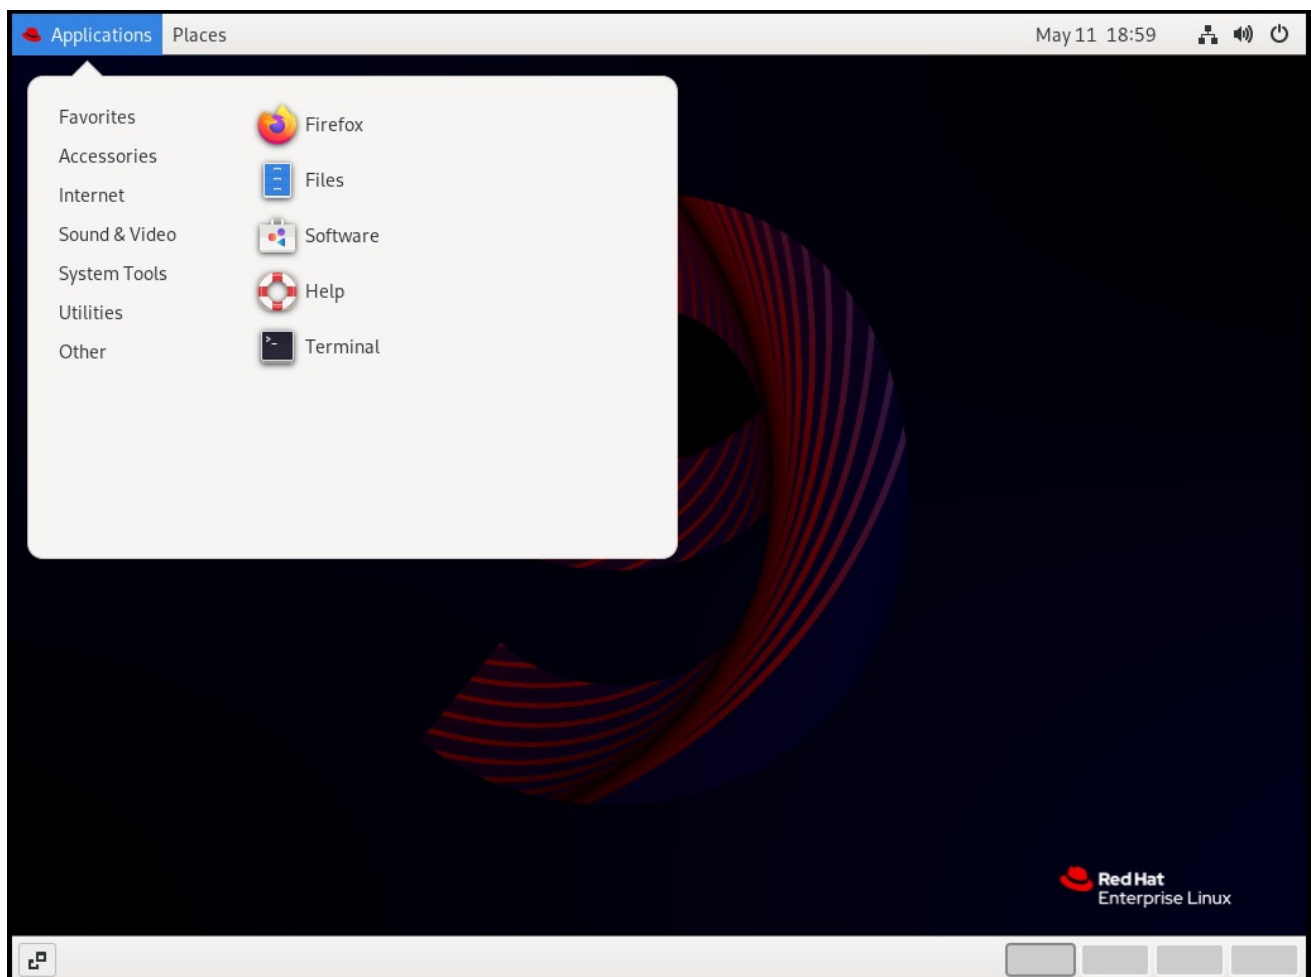 Applications Places May 11 18:59
Favorites
Accessories
Internet
Sound & Video
System Tools
Utilities
Other
Firefox
Files
Software
Help
Terminal
Red Hat
Enterprise Linux